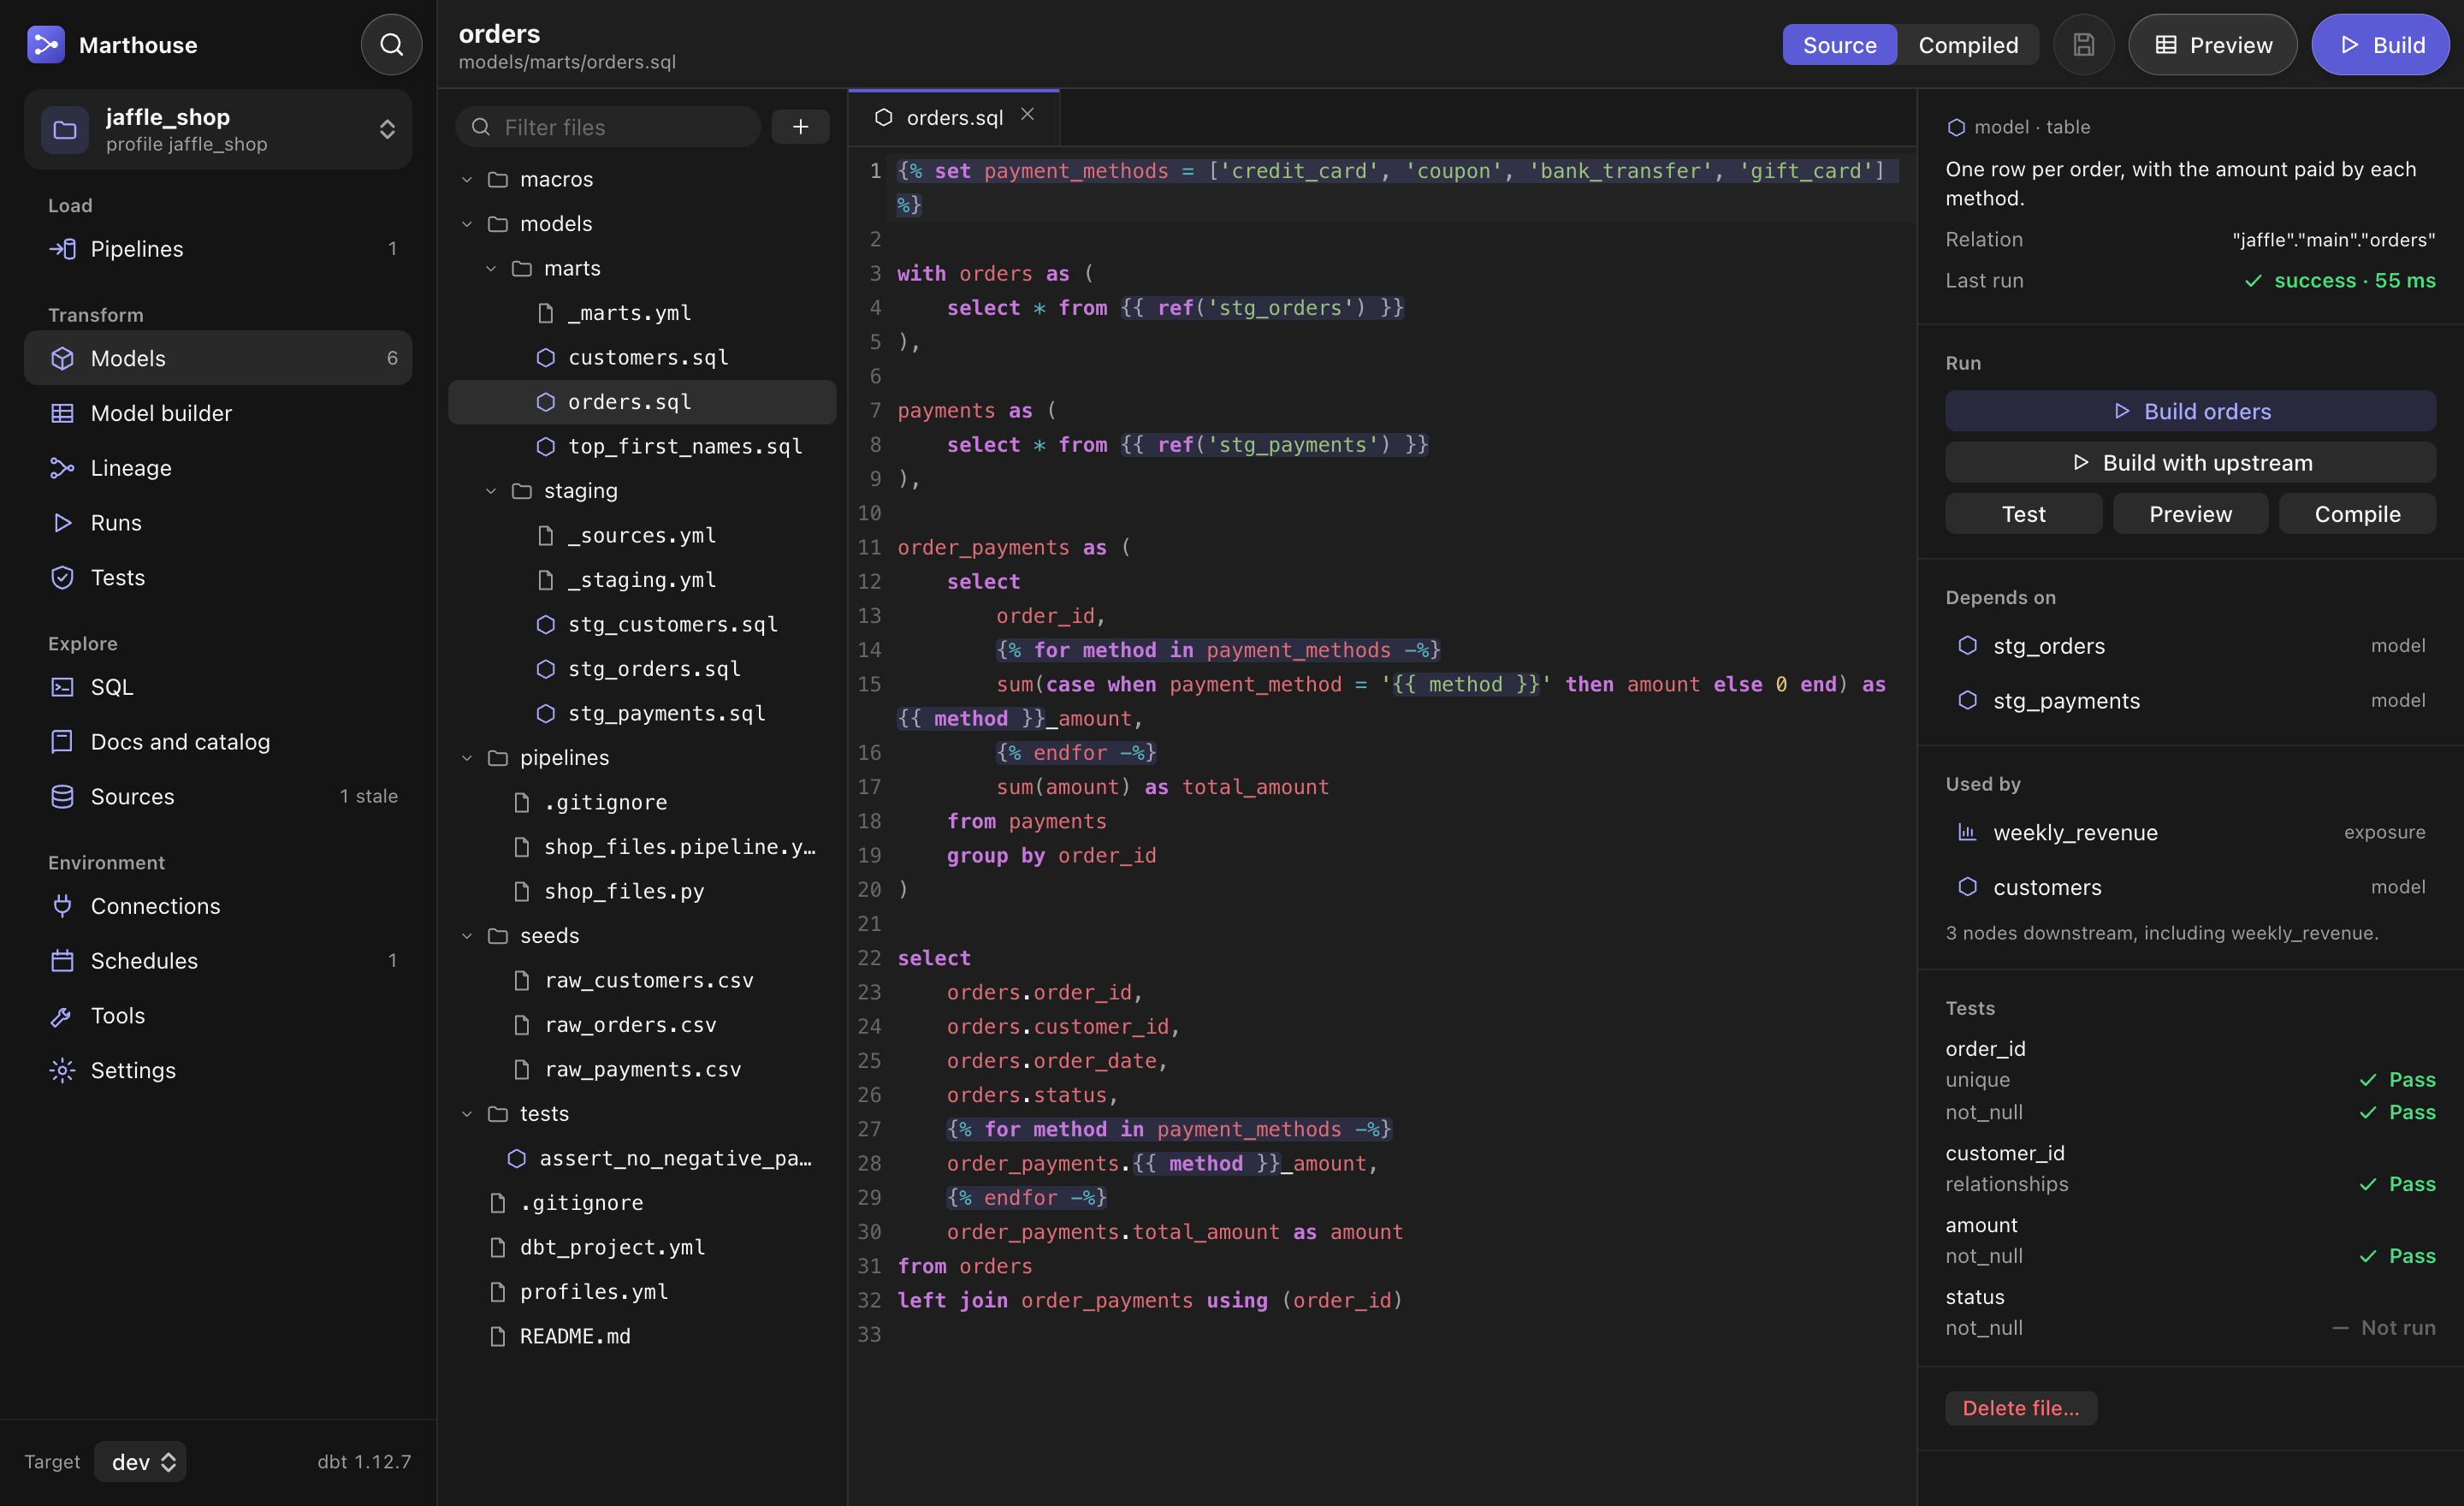 Marthouse
jaffle_shop
profile jaffle_shop
Load
Pipelines 1
Transform
Models 6
Model builder
Lineage
Runs
Tests
Explore
SQL
Docs and catalog
Sources 1 stale
Environment
Connections
Schedules 1
Tools
Settings
Target dev dbt 1.12.7
orders
models/marts/orders.sql
Source Compiled Preview Build
Filter files
macros
models
marts
_marts.yml
customers.sql
orders.sql
top_first_names.sql
staging
_sources.yml
_staging.yml
stg_customers.sql
stg_orders.sql
stg_payments.sql
pipelines
.gitignore
shop_files.pipeline.y…
shop_files.py
seeds
raw_customers.csv
raw_orders.csv
raw_payments.csv
tests
assert_no_negative_pa…
.gitignore
dbt_project.yml
profiles.yml
README.md
orders.sql
1 {% set payment_methods = ['credit_card', 'coupon', 'bank_transfer', 'gift_card']
%}
2
3 with orders as (
4     select * from {{ ref('stg_orders') }}
5 ),
6
7 payments as (
8     select * from {{ ref('stg_payments') }}
9 ),
10
11 order_payments as (
12     select
13         order_id,
14         {% for method in payment_methods -%}
15         sum(case when payment_method = '{{ method }}' then amount else 0 end) as
{{ method }}_amount,
16         {% endfor -%}
17         sum(amount) as total_amount
18     from payments
19     group by order_id
20 )
21
22 select
23     orders.order_id,
24     orders.customer_id,
25     orders.order_date,
26     orders.status,
27     {% for method in payment_methods -%}
28     order_payments.{{ method }}_amount,
29     {% endfor -%}
30     order_payments.total_amount as amount
31 from orders
32 left join order_payments using (order_id)
33
model · table
One row per order, with the amount paid by each
method.
Relation "jaffle"."main"."orders"
Last run success · 55 ms
Run
Build orders
Build with upstream
Test Preview Compile
Depends on
stg_orders model
stg_payments model
Used by
weekly_revenue exposure
customers model
3 nodes downstream, including weekly_revenue.
Tests
order_id
unique Pass
not_null Pass
customer_id
relationships Pass
amount
not_null Pass
status
not_null Not run
Delete file...